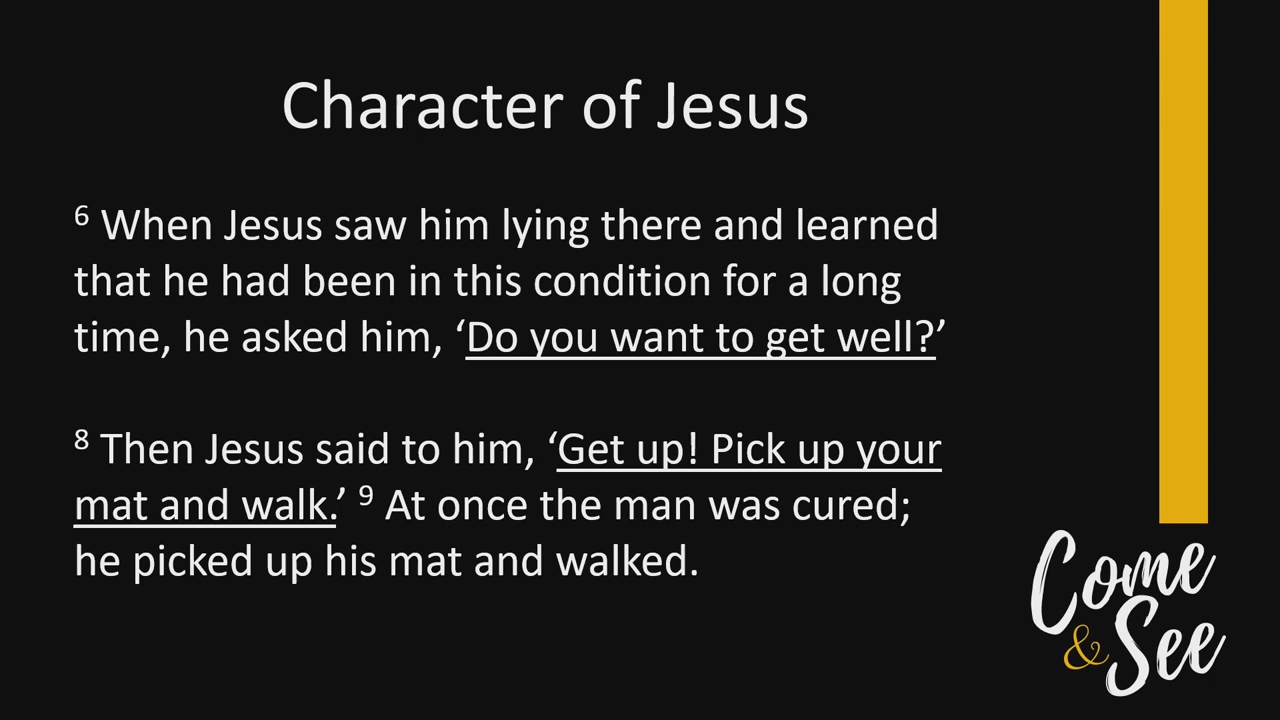 Character of Jesus
⁶ When Jesus saw him lying there and learned
that he had been in this condition for a long
time, he asked him, ‘Do you want to get well?’
⁸ Then Jesus said to him, ‘Get up! Pick up your
mat and walk.’ ⁹ At once the man was cured;
he picked up his mat and walked.
Come
& See